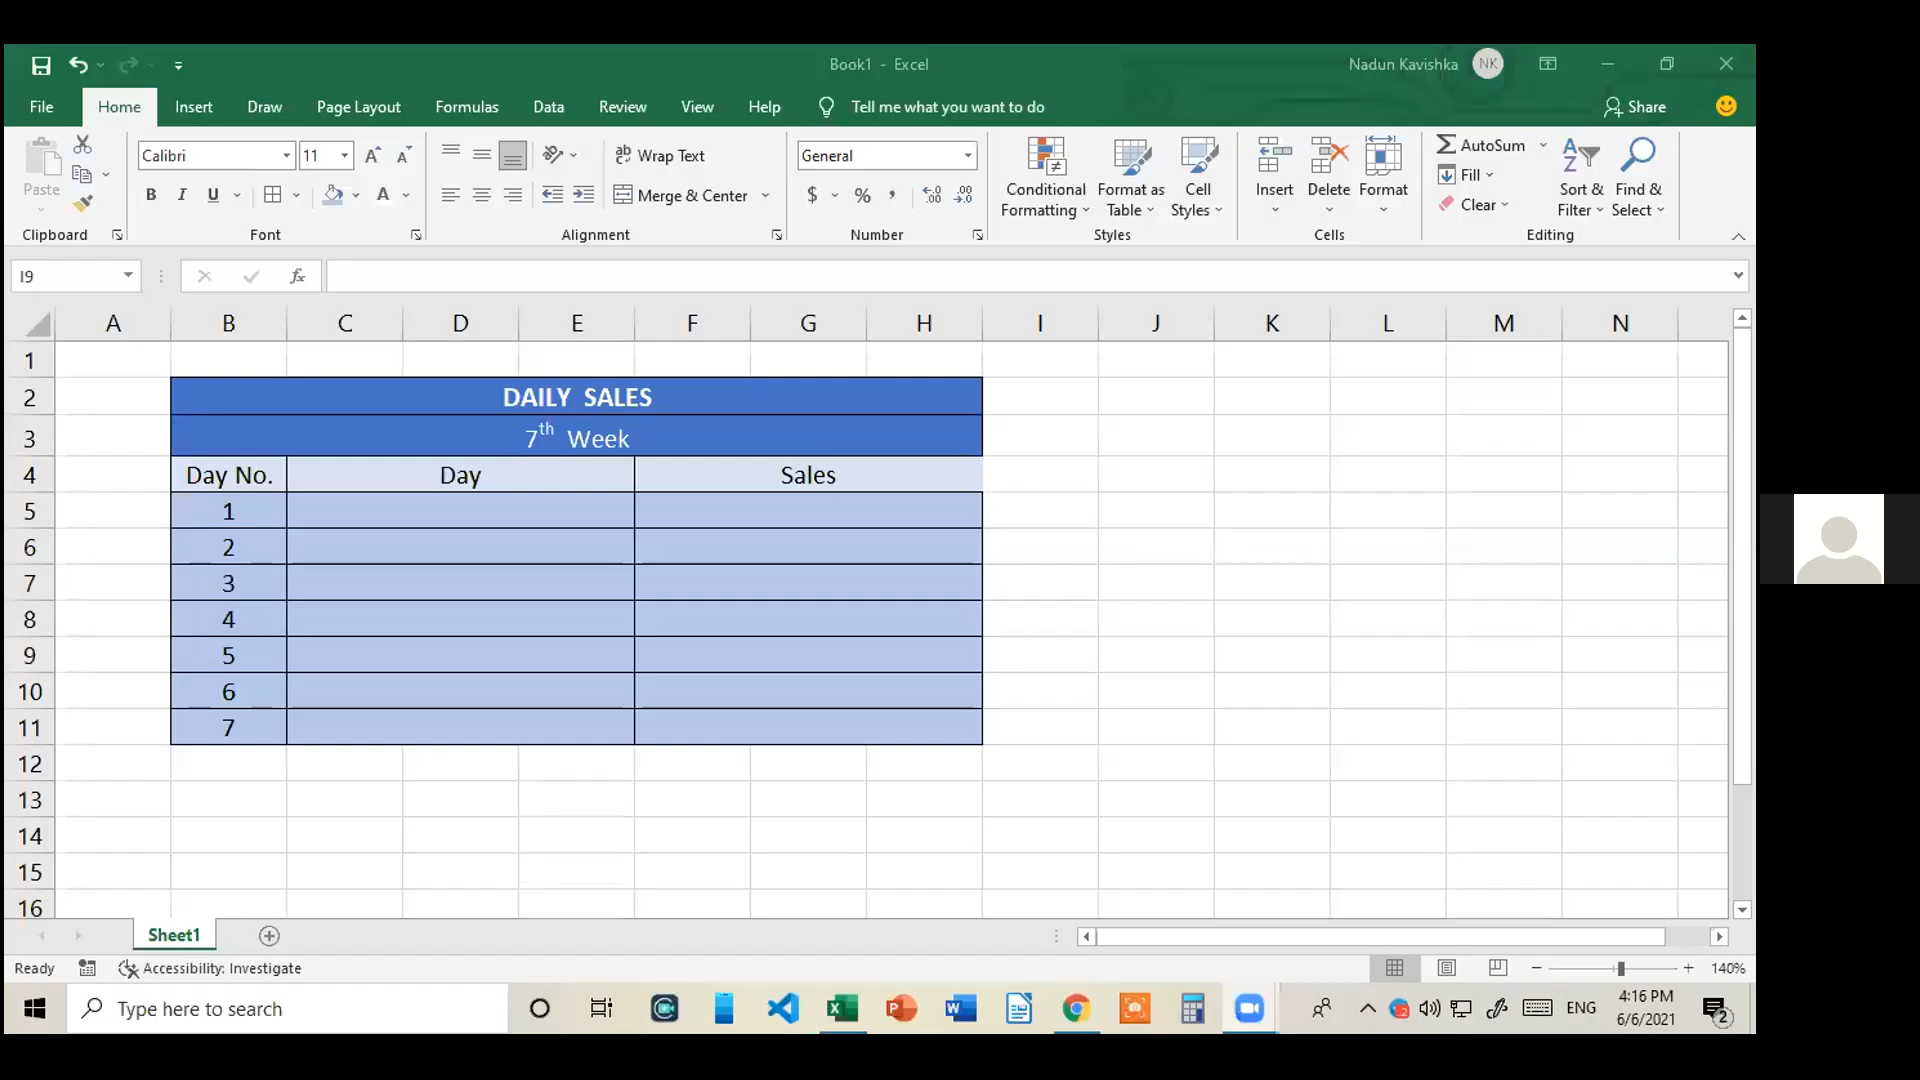 Book1 - Excel
Nadun Kavishka NK
File Home Insert Draw Page Layout Formulas Data Review View Help Tell me what you want to do Share
Paste
Clipboard
Calibri 11
B I U A
Font
Wrap Text
Merge & Center
Alignment
General
$ % ,
Number
Conditional Formatting
Format as Table
Cell Styles
Styles
Insert Delete Format
Cells
AutoSum
Fill
Clear
Sort & Filter
Find & Select
Editing
I9
fx
A B C D E F G H I J K L M N
1
2 DAILY SALES
3 7th Week
4 Day No. Day Sales
5 1
6 2
7 3
8 4
9 5
10 6
11 7
12
13
14
15
16
Sheet1
Ready Accessibility: Investigate 140%
Type here to search
ENG
4:16 PM
6/6/2021
2